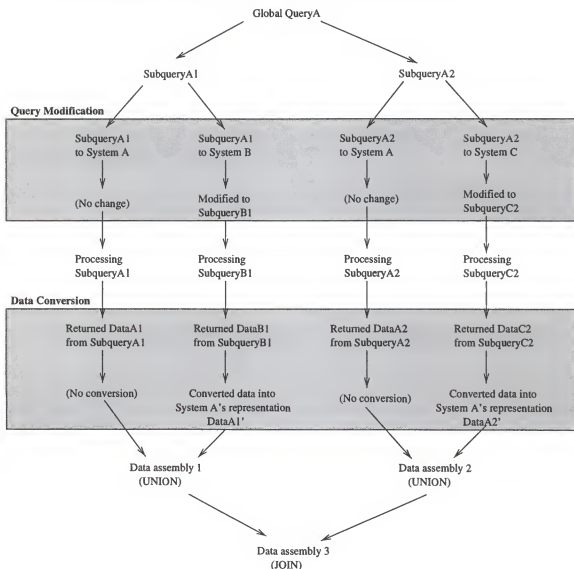 Global QueryA
SubqueryA1
SubqueryA2
Query Modification
SubqueryA1
to System A
SubqueryA1
to System B
SubqueryA2
to System A
SubqueryA2
to System C
(No change)
Modified to
SubqueryB1
(No change)
Modified to
SubqueryC2
Processing
SubqueryA1
Processing
SubqueryB1
Processing
SubqueryA2
Processing
SubqueryC2
Data Conversion
Returned DataA1
from SubqueryA1
Returned DataB1
from SubqueryB1
Returned DataA2
from SubqueryA2
Returned DataC2
from SubqueryC2
(No conversion)
Converted data into
System A's representation
DataA1'
(No conversion)
Converted data into
System A's representation
DataA2'
Data assembly 1
(UNION)
Data assembly 2
(UNION)
Data assembly 3
(JOIN)